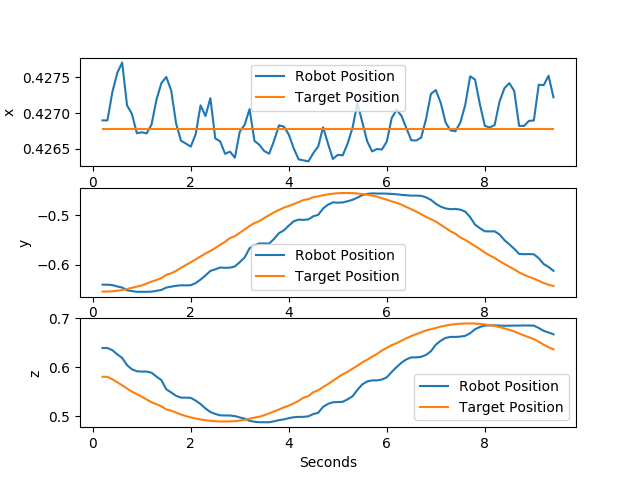 0.4275
0.4270
0.4265
x
Robot Position
Target Position
0 2 4 6 8
−0.5
−0.6
y
Robot Position
Target Position
0 2 4 6 8
0.7
0.6
0.5
z
Robot Position
Target Position
0 2 4 6 8
Seconds